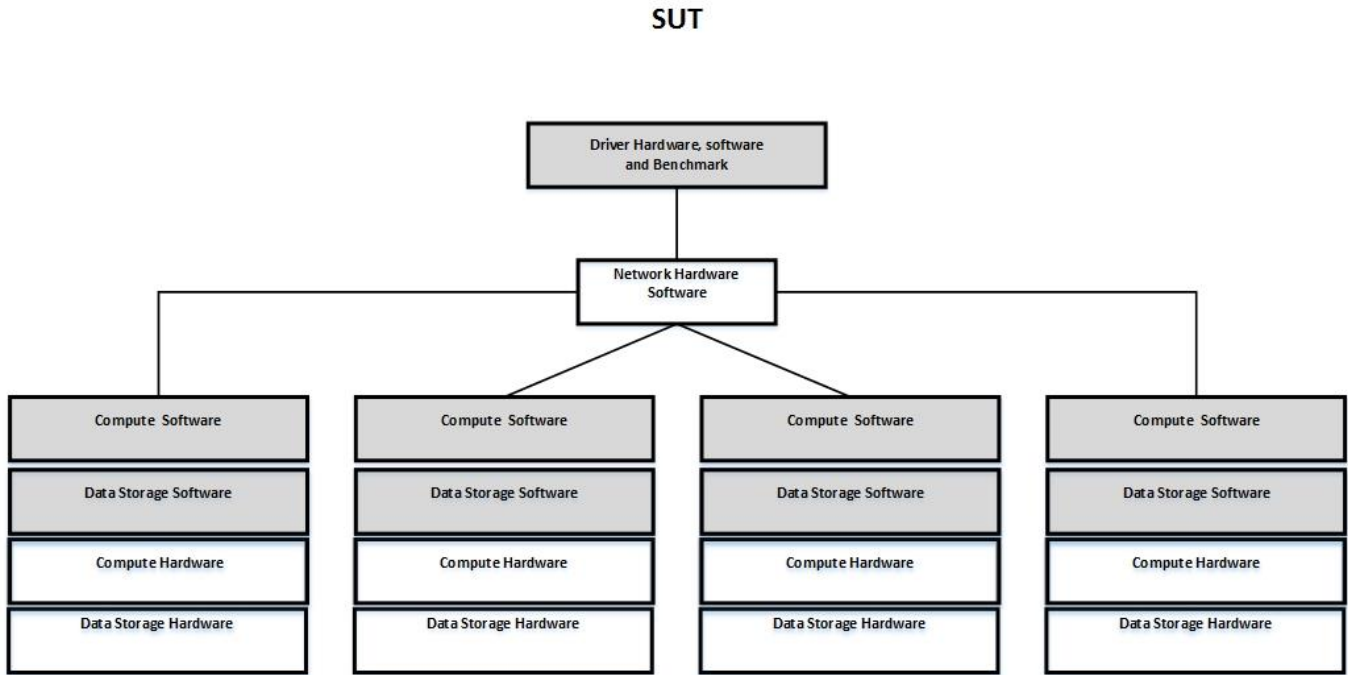 SUT
Driver Hardware, software
and Benchmark
Network Hardware
Software
Compute Software
Compute Software
Compute Software
Compute Software
Data Storage Software
Data Storage Software
Data Storage Software
Data Storage Software
Compute Hardware
Compute Hardware
Compute Hardware
Compute Hardware
Data Storage Hardware
Data Storage Hardware
Data Storage Hardware
Data Storage Hardware